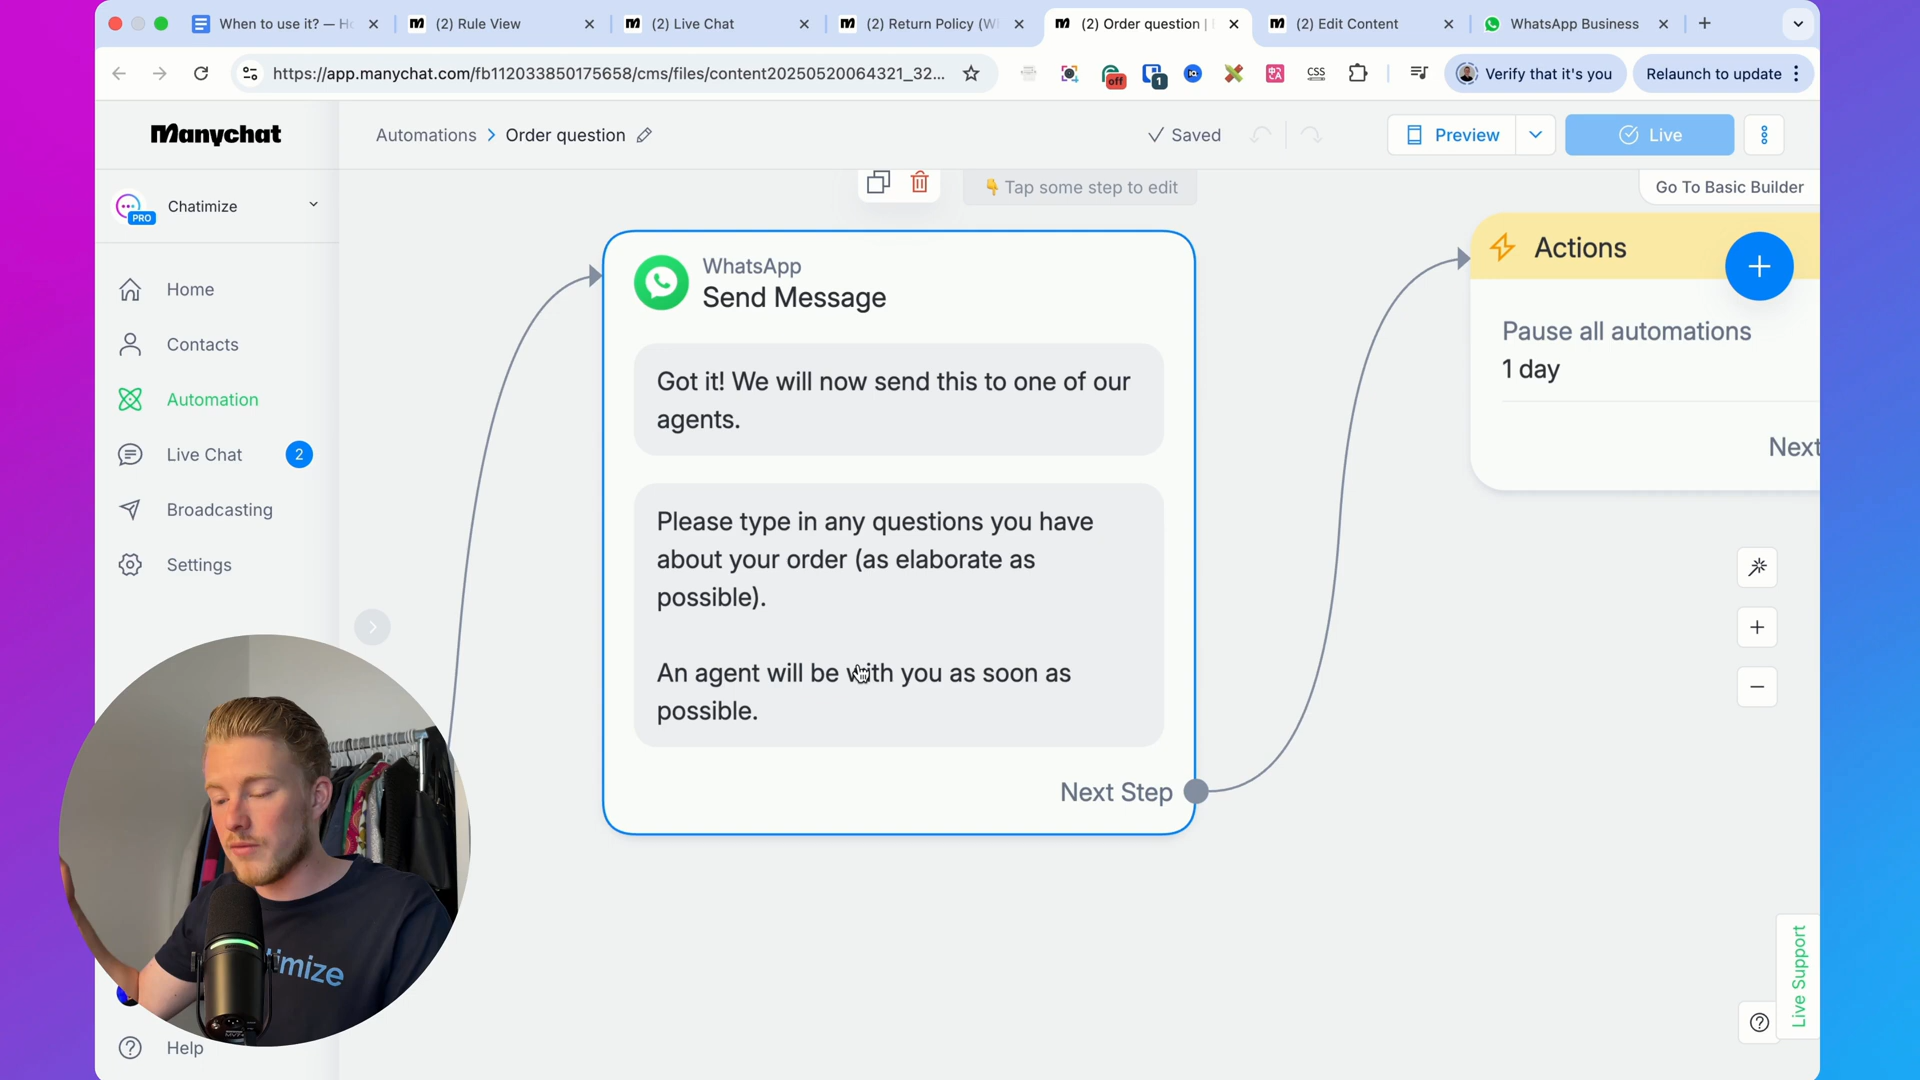 When to use it? — H
(2) Rule View
(2) Live Chat
(2) Return Policy (W
(2) Order question |
(2) Edit Content
WhatsApp Business
https://app.manychat.com/fb112033850175658/cms/files/content20250520064321_32...
off
1
CSS
Verify that it's you
Relaunch to update
Manychat
Automations > Order question
Saved
Preview
Live
PRO
Chatimize
👇 Tap some step to edit
Go To Basic Builder
Home
Contacts
Automation
Live Chat
2
Broadcasting
Settings
WhatsApp
Send Message
Got it! We will now send this to one of our
agents.
Please type in any questions you have
about your order (as elaborate as
possible).
An agent will be with you as soon as
possible.
Next Step
Actions
Pause all automations
1 day
Next
imize
Live Support
Help